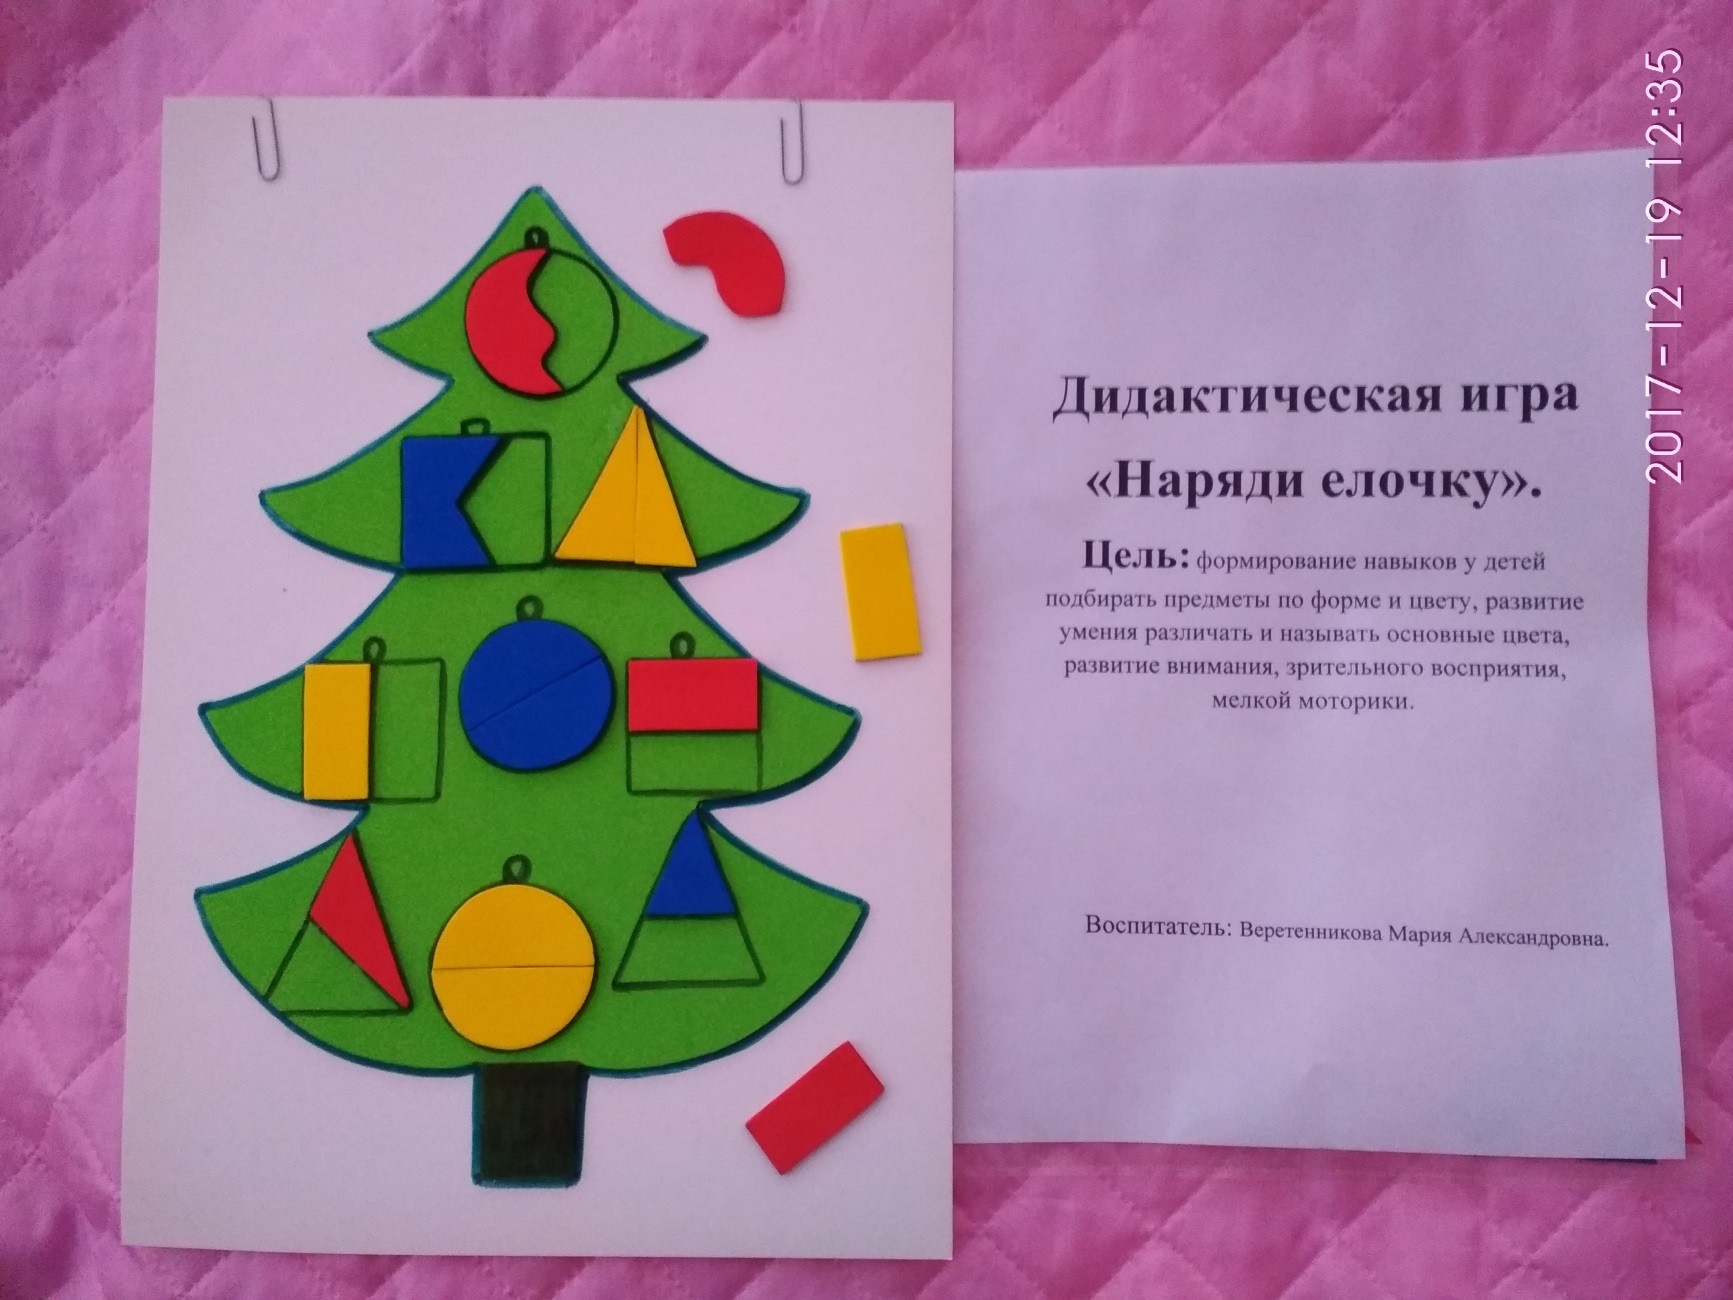 Дидактическая игра
«Наряди елочку».
Цель: формирование навыков у детей
подбирать предметы по форме и цвету, развитие
умения различать и называть основные цвета,
развитие внимания, зрительного восприятия,
мелкой моторики.
Воспитатель: Веретенникова Мария Александровна.
2017-12-19 12:35